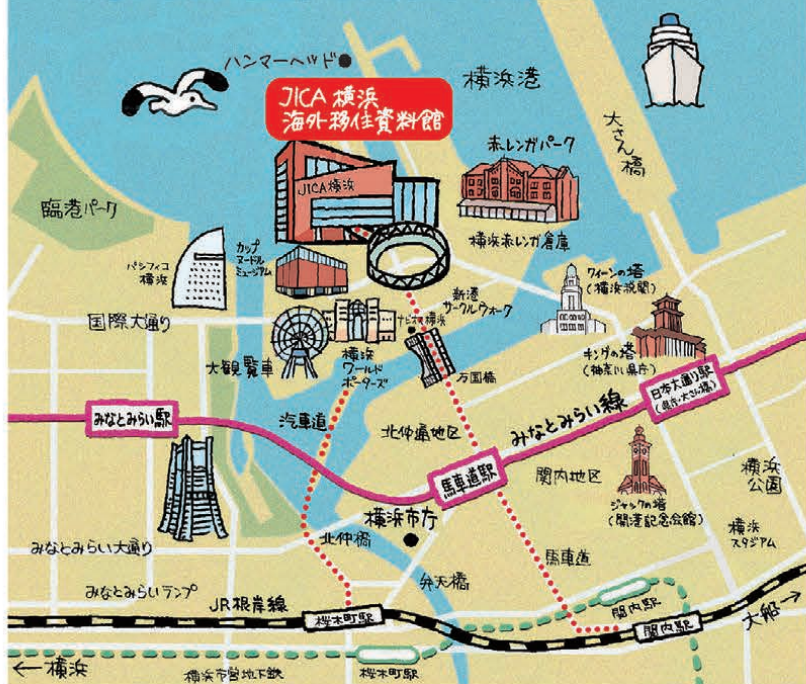 ハンマーヘッド
横浜港
JICA 横浜
海外移住資料館
大さん橋
赤レンガパーク
JICA横浜
臨港パーク
横浜赤レンガ倉庫
パシフィコ
横浜
カップ
ヌードル
ミュージアム
クイーンの塔
(横浜税関)
新港
サークルウォーク
国際大通り
ナビオス横浜
大観覧車
横浜
ワールド
ポーターズ
万国橋
キングの塔
(神奈川県庁)
日本大通り駅
(県庁・大さん橋)
みなとみらい線
みなとみらい駅
汽車道
北仲通地区
馬車道駅
関内地区
横浜
公園
ジャックの塔
(開港記念会館)
横浜市庁
横浜
スタジアム
みなとみらい大通り
北仲橋
馬車道
弁天橋
みなとみらいランプ
JR根岸線
桜木町駅
関内駅
関内駅
大船→
←横浜
横浜市営地下鉄
桜木町駅